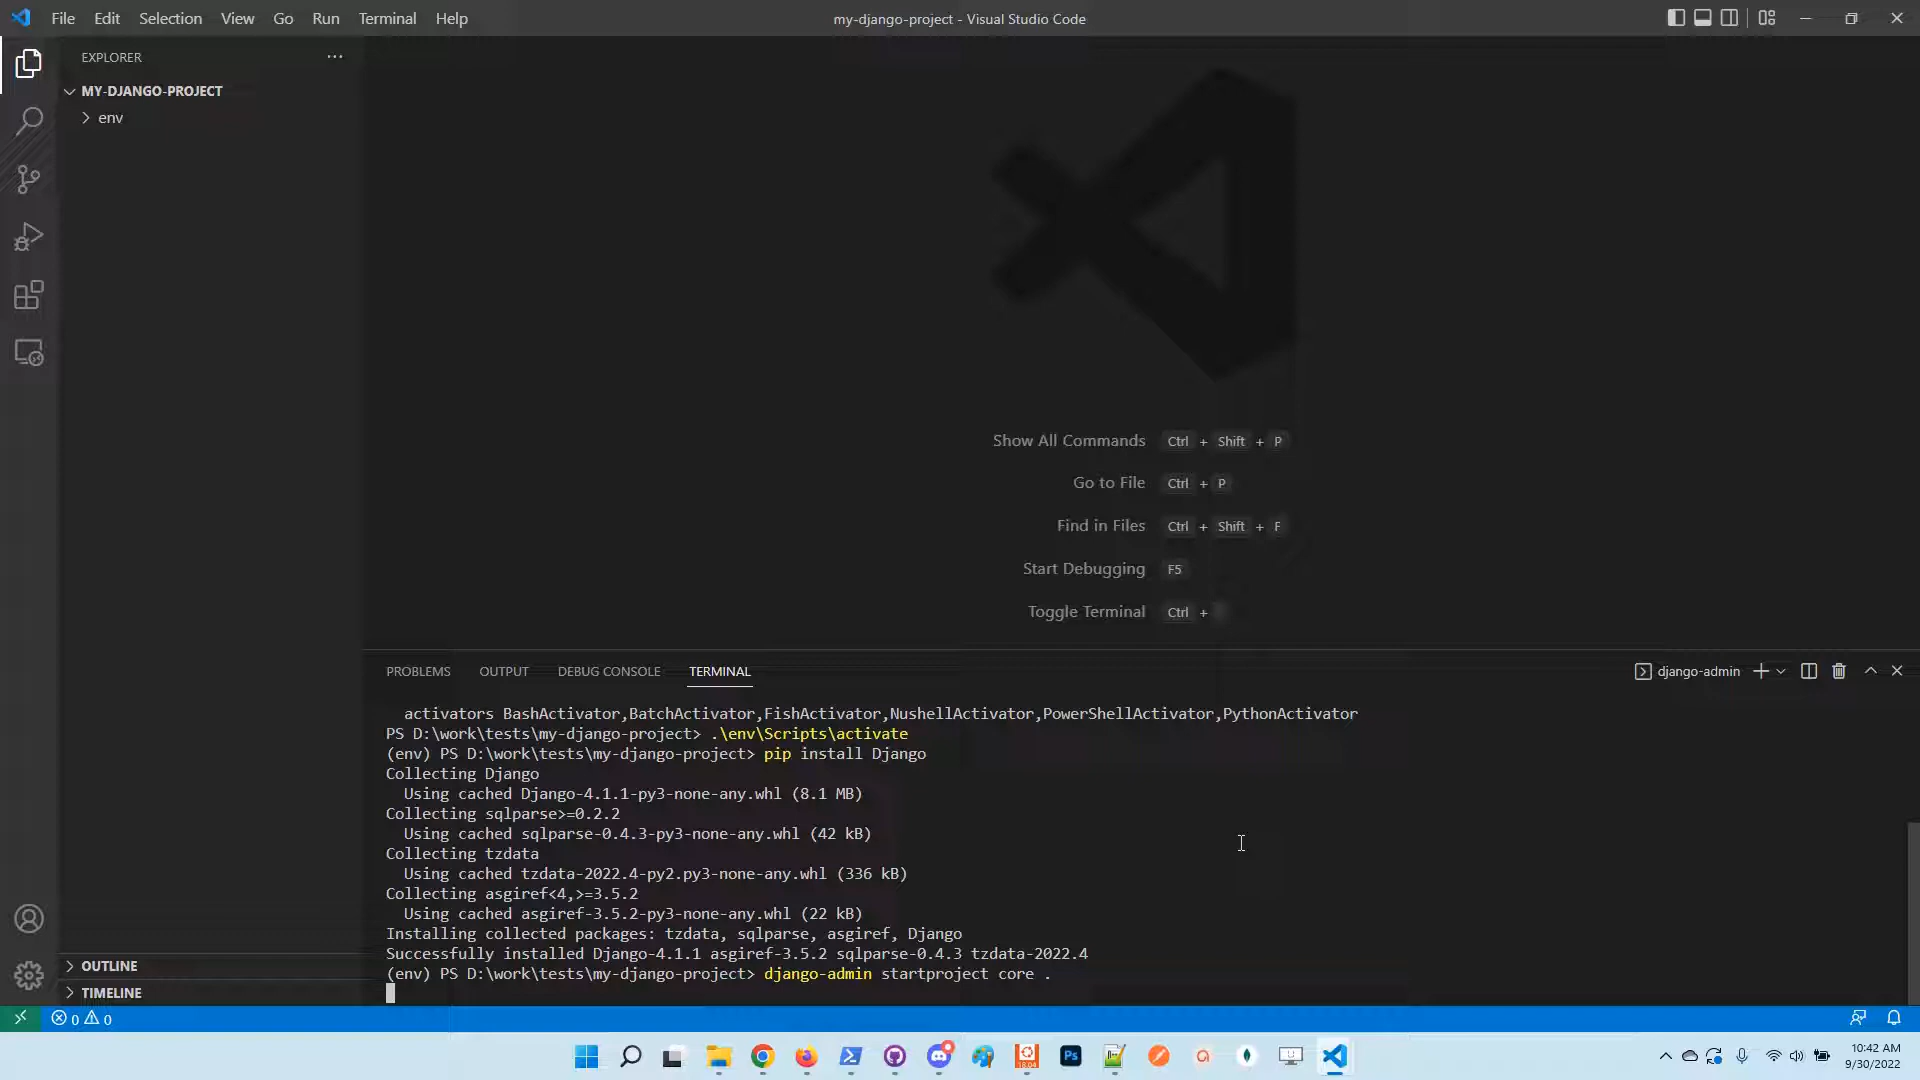 File Edit Selection View Go Run Terminal Help
my-django-project - Visual Studio Code
EXPLORER
MY-DJANGO-PROJECT
env
Show All Commands Ctrl + Shift + P
Go to File Ctrl + P
Find in Files Ctrl + Shift + F
Start Debugging F5
Toggle Terminal Ctrl +
PROBLEMS OUTPUT DEBUG CONSOLE TERMINAL
django-admin
activators BashActivator,BatchActivator,FishActivator,NushellActivator,PowerShellActivator,PythonActivator
PS D:\work\tests\my-django-project> .\env\Scripts\activate
(env) PS D:\work\tests\my-django-project> pip install Django
Collecting Django
Using cached Django-4.1.1-py3-none-any.whl (8.1 MB)
Collecting sqlparse>=0.2.2
Using cached sqlparse-0.4.3-py3-none-any.whl (42 kB)
Collecting tzdata
Using cached tzdata-2022.4-py2.py3-none-any.whl (336 kB)
Collecting asgiref<4,>=3.5.2
Using cached asgiref-3.5.2-py3-none-any.whl (22 kB)
Installing collected packages: tzdata, sqlparse, asgiref, Django
Successfully installed Django-4.1.1 asgiref-3.5.2 sqlparse-0.4.3 tzdata-2022.4
(env) PS D:\work\tests\my-django-project> django-admin startproject core .
OUTLINE
TIMELINE
0 0
Ps
10:42 AM
9/30/2022